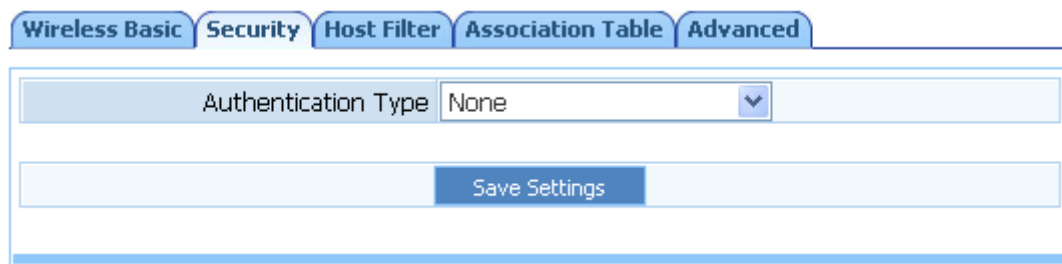 Wireless Basic Security Host Filter Association Table Advanced
Authentication Type None
Save Settings